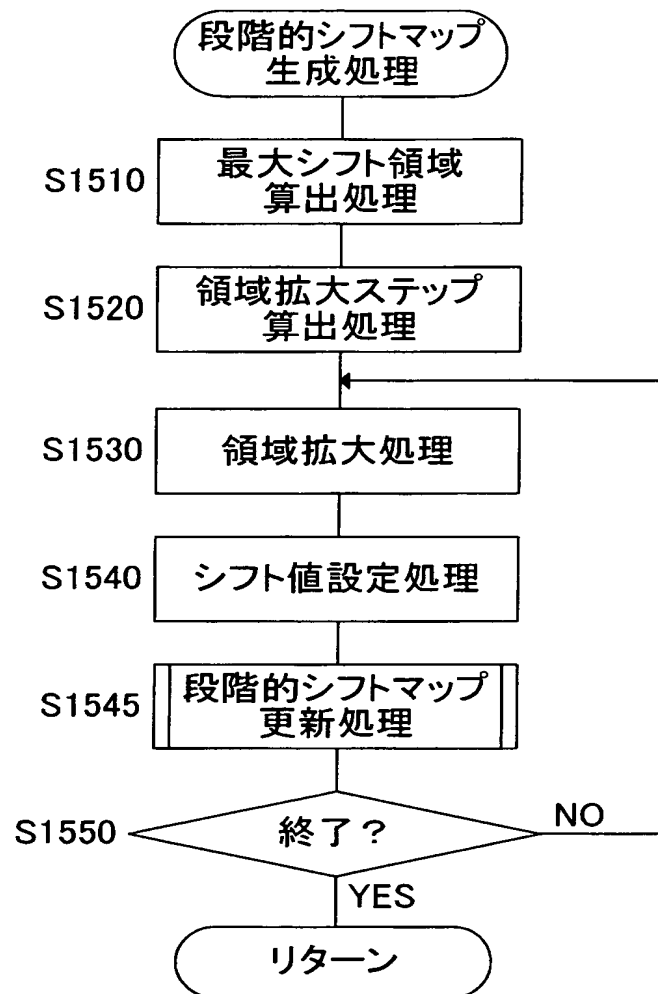 段階的シフトマップ
生成処理
S1510
最大シフト領域
算出処理
S1520
領域拡大ステップ
算出処理
S1530
領域拡大処理
S1540
シフト値設定処理
S1545
段階的シフトマップ
更新処理
S1550
終了?
NO
YES
リターン